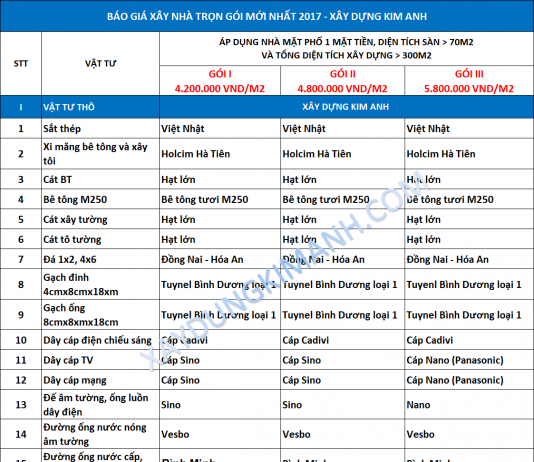 BÁO GIÁ XÂY NHÀ TRỌN GÓI MỚI NHẤT 2017 - XÂY DỰNG KIM ANH
STT
VẬT TƯ
ÁP DỤNG NHÀ MẶT PHỐ 1 MẶT TIỀN, DIỆN TÍCH SÀN > 70M2
VÀ TỔNG DIỆN TÍCH XÂY DỰNG > 300M2
GÓI I GÓI II GÓI III
4.200.000 VND/M2 4.800.000 VND/M2 5.800.000 VND/M2
I VẬT TƯ THÔ XÂY DỰNG KIM ANH
1 Sắt thép Việt Nhật Việt Nhật Việt Nhật
2 Xi măng bê tông và xây
tôi Holcim Hà Tiên Holcim Hà Tiên Holcim Hà Tiên
3 Cát BT Hạt lớn Hạt lớn Hạt lớn
4 Bê tông M250 Bê tông tươi M250 Bê tông tươi M250 Bê tông tươi M250
5 Cát xây tường Hạt lớn Hạt lớn Hạt lớn
6 Cát tô tường Hạt lớn Hạt lớn Hạt lớn
7 Đá 1x2, 4x6 Đồng Nai - Hóa An Đồng Nai - Hóa An Đồng Nai - Hóa An
8 Gạch đinh
4cmx8cmx18xm Tuynel Bình Dương loại 1 Tuynel Bình Dương loại 1 Tuyenl Bình Dương loại 1
9 Gạch ống
8cmx8xmx18cm Tuynel Bình Dương loại 1 Tuynel Bình Dương loại 1 Tuynel Bình Dương loại 1
10 Dây cáp điện chiếu sáng Cáp Cadivi Cáp Cadivi Cáp Cadivi
11 Dây cáp TV Cáp Sino Cáp Sino Cáp Nano (Panasonic)
12 Dây cáp mạng Cáp Sino Cáp Sino Cáp Nano (Panasonic)
13 Đế âm tường, ống luồn
dây điện Sino Sino Nano
14 Đường ống nước nóng
âm tường Vesbo Vesbo Vesbo
15 Đường ống nước cấp, Bình Minh Bình Minh Bình Minh
XAYDUNGKIMANH.COM